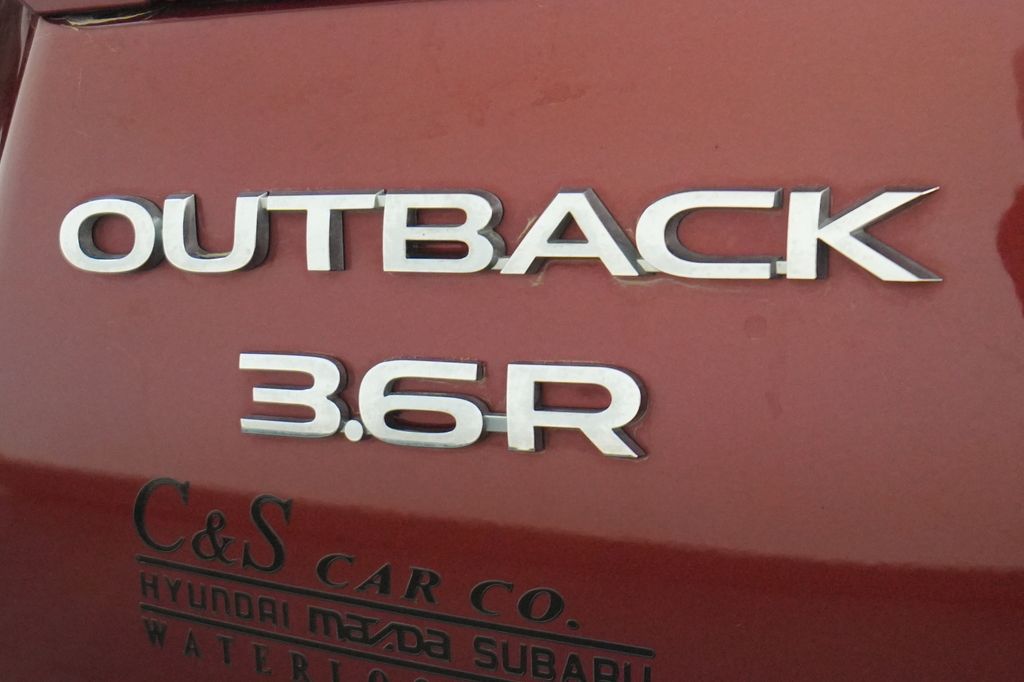 OUTBACK
3.6R
C&S CAR CO.
HYUNDAI mazda SUBARU